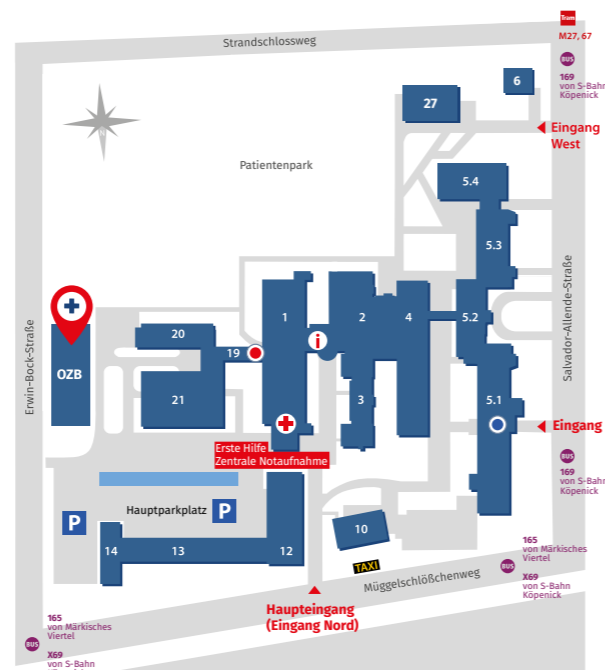 Tram
M27, 67
Strandschlossweg
BUS
169
von S-Bahn
Köpenick
6
27
Eingang
West
N
Patientenpark
5.4
5.3
Salvador-Allende-Straße
1
2
4
5.2
i
20
19
21
OZB
Erwin-Bock-Straße
3
5.1
Eingang
Erste Hilfe
Zentrale Notaufnahme
BUS
169
von S-Bahn
Köpenick
P
Hauptparkplatz
P
10
14
13
12
TAXI
Müggelschlößchenweg
165
von Märkisches
Viertel
BUS
X69
von S-Bahn
Köpenick
Haupteingang
(Eingang Nord)
165
von Märkisches
Viertel
BUS
X69
von S-Bahn